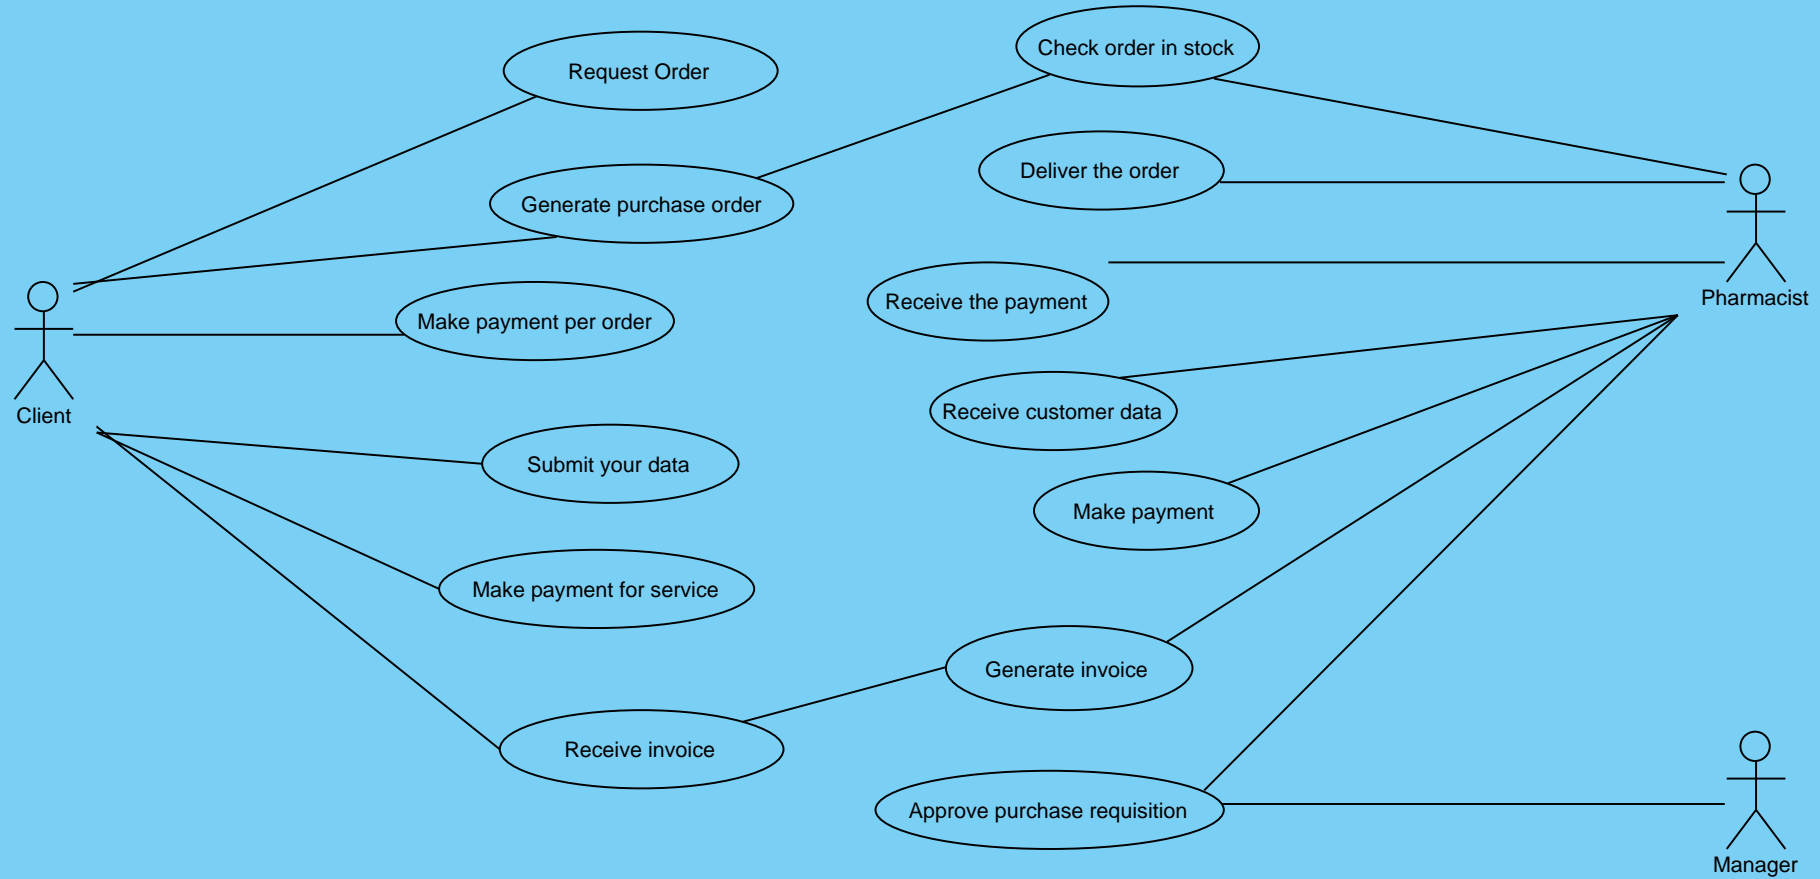 Request Order
Check order in stock
Generate purchase order
Deliver the order
Make payment per order
Receive the payment
Pharmacist
Client
Receive customer data
Submit your data
Make payment
Make payment for service
Generate invoice
Receive invoice
Approve purchase requisition
Manager